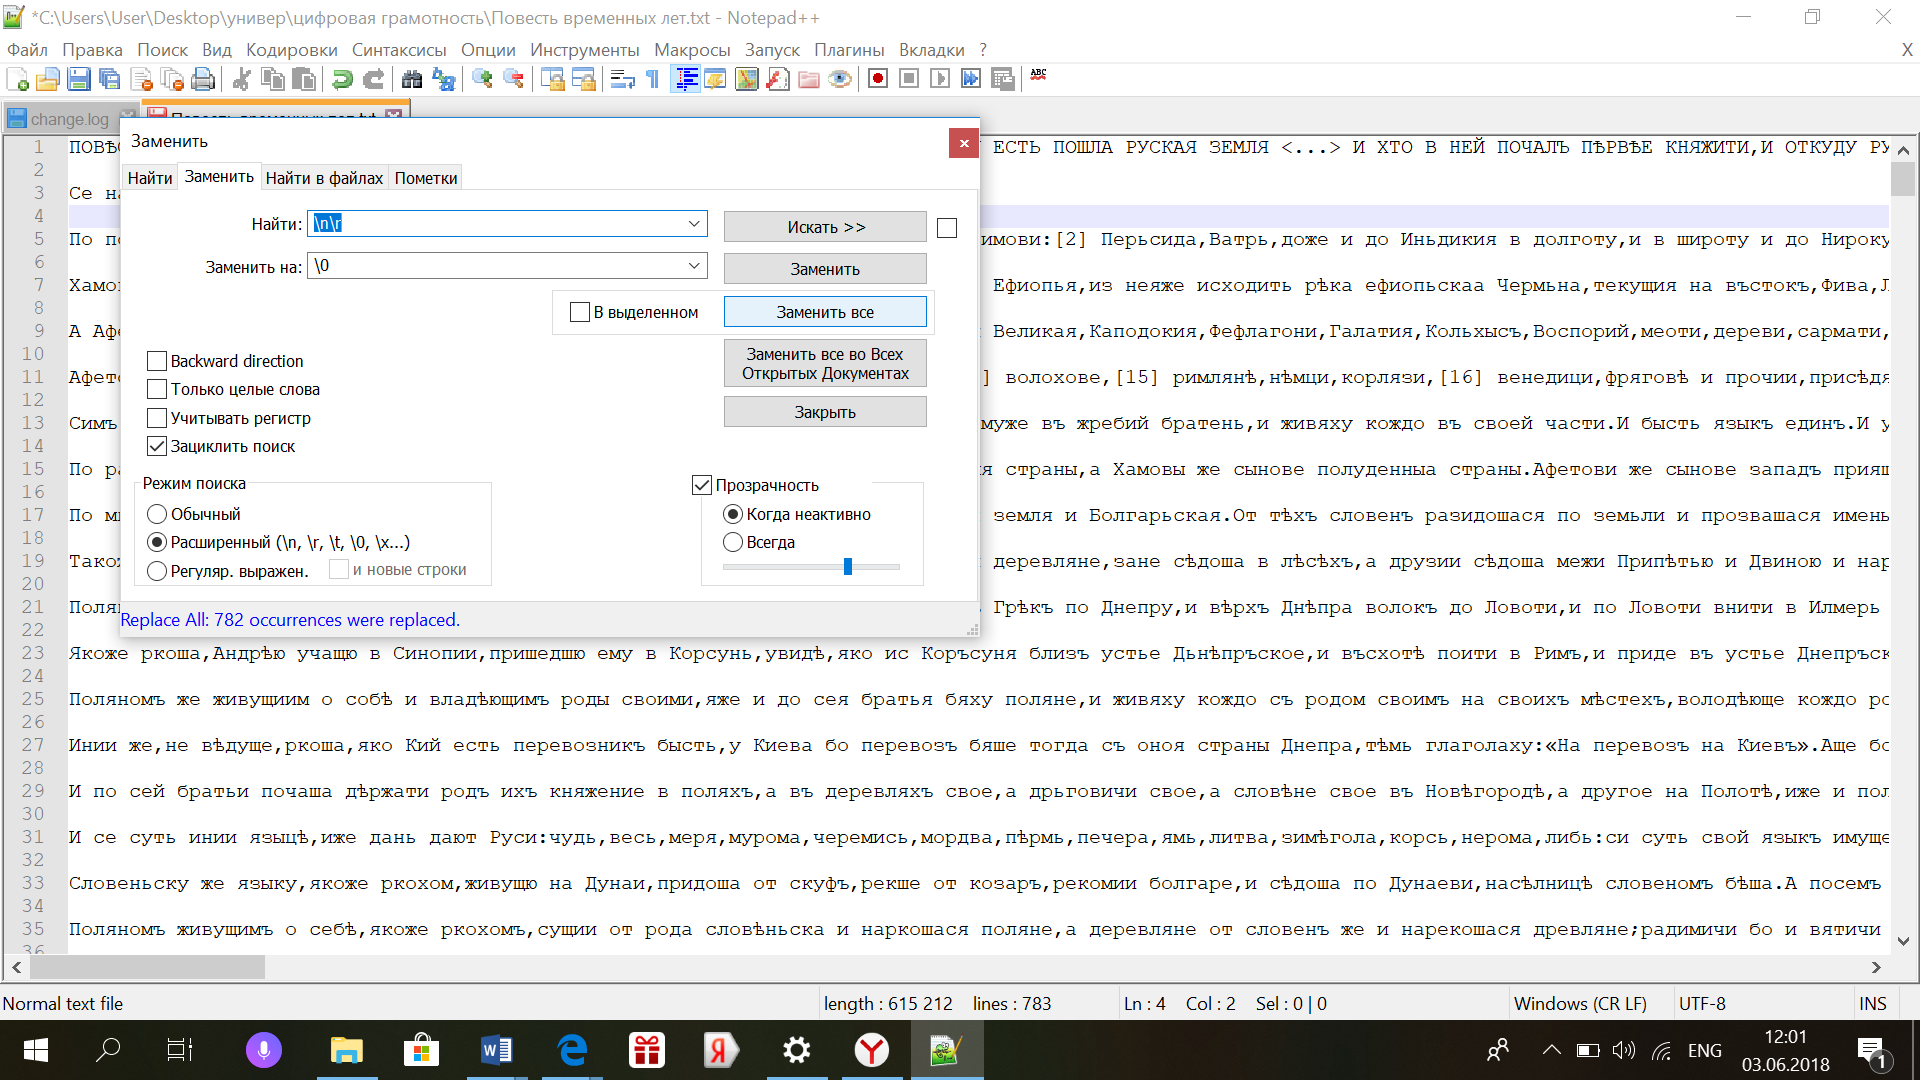 *C:\Users\User\Desktop\универ\цифровая грамотность\Повесть временных лет.txt - Notepad++
Файл Правка Поиск Вид Кодировки Синтаксисы Опции Инструменты Макросы Запуск Плагины Вкладки ? X
change.log
Заменить
Найти Заменить Найти в файлах Пометки
Найти: \n\r Искать >>
Заменить на: \0 Заменить
В выделенном Заменить все
Заменить все во Всех Открытых Документах
Закрыть
Backward direction
Только целые слова
Учитывать регистр
Зациклить поиск
Режим поиска
Обычный
Расширенный (\n, \r, \t, \0, \x...)
Регуляр. выражен. и новые строки
Прозрачность
Когда неактивно
Всегда
Replace All: 782 occurrences were replaced.
1 ЕСТЬ ПОШЛА РУСКАЯ ЗЕМЛЯ <...> И ХТО В НЕЙ ПОЧАЛЪ ПѢРВѢЕ КНЯЖИТИ,И ОТКУДУ РУ
2
3 Се
4
5 По имови:[2] Перьсида,Ватрь,доже и до Иньдикия в долготу,и в широту и до Нироку
6
7 Хамо Ефиопья,из неяже исходить рѣка ефиопьскаа Чермьна,текущия на въстокъ,Фива,Л
8
9 А Афе Великая,Каподокия,Фефлагони,Галатия,Кольхысъ,Воспорий,меоти,дереви,сармати,
10
11 Афет ] волохове,[15] римлянѣ,нѣмци,корлязи,[16] венедици,фряговѣ и прочии,присѣдя
12
13 Симъ муже въ жребий братень,и живяху кождо въ своей части.И бысть языкъ единъ.И у
14
15 По ра я страны,а Хамовы же сынове полуденныа страны.Афетови же сынове западъ прияш
16
17 По мн земля и Болгарьская.От тѣхъ словенъ разидошася по земьли и прозвашася имены
18
19 Тако деревляне,зане сѣдоша в лѣсѣхъ,а друзии сѣдоша межи Припѣтью и Двиною и нар
20
21 Поля Грѣкъ по Днепру,и вѣрхъ Днѣпра волокъ до Ловоти,и по Ловоти внити в Илмерь
22
23 Якоже ркоша,Андрѣю учащю в Синопии,пришедшю ему в Корсунь,увидѣ,яко ис Коръсуня близъ устье Дьнѣпръское,и въсхотѣ поити в Римъ,и приде въ устье Днепръск
24
25 Поляномъ же живущиим о собѣ и владѣющимъ роды своими,яже и до сея братья бяху поляне,и живяху кождо съ родом своимъ на своихъ мѣстех,володѣюще кождо ро
26
27 Инии же,не вѣдуще,ркоша,яко Кий есть перевозникъ бысть,у Киева бо перевозъ бяше тогда съ оноя страны Днепра,тѣмь глаголаху:«На перевозъ на Киевъ».Аще бо
28
29 И по сей братьи почаша дѣржати родъ ихъ княжение в поляхъ,а въ деревляхъ свое,а дрьговичи свое,а словѣне свое въ Новѣгородѣ,а другое на Полотѣ,иже и пол
30
31 И се суть инии языцѣ,иже дань дают Руси:чудь,весь,меря,мурома,черемись,мордва,пѣрмь,печера,ямь,литва,зимѣгола,корсь,нерома,либь:си суть свой языкъ имуще
32
33 Словеньску же языку,якоже ркохом,живущю на Дунаи,придоша от скуфъ,рекше от козаръ,рекомии болгаре,и сѣдоша по Дунаеви,насѣлницѣ словеномъ бѣша.А посемъ
34
35 Поляномъ живущимъ о себѣ,якоже ркохомъ,сущии от рода словѣньска и наркошася поляне,а деревляне от словенъ же и нарекошася древляне;радимичи бо и вятичи
36
Normal text file length : 615 212 lines : 783 Ln : 4 Col : 2 Sel : 0 | 0 Windows (CR LF) UTF-8 INS
ENG 12:01
03.06.2018 1